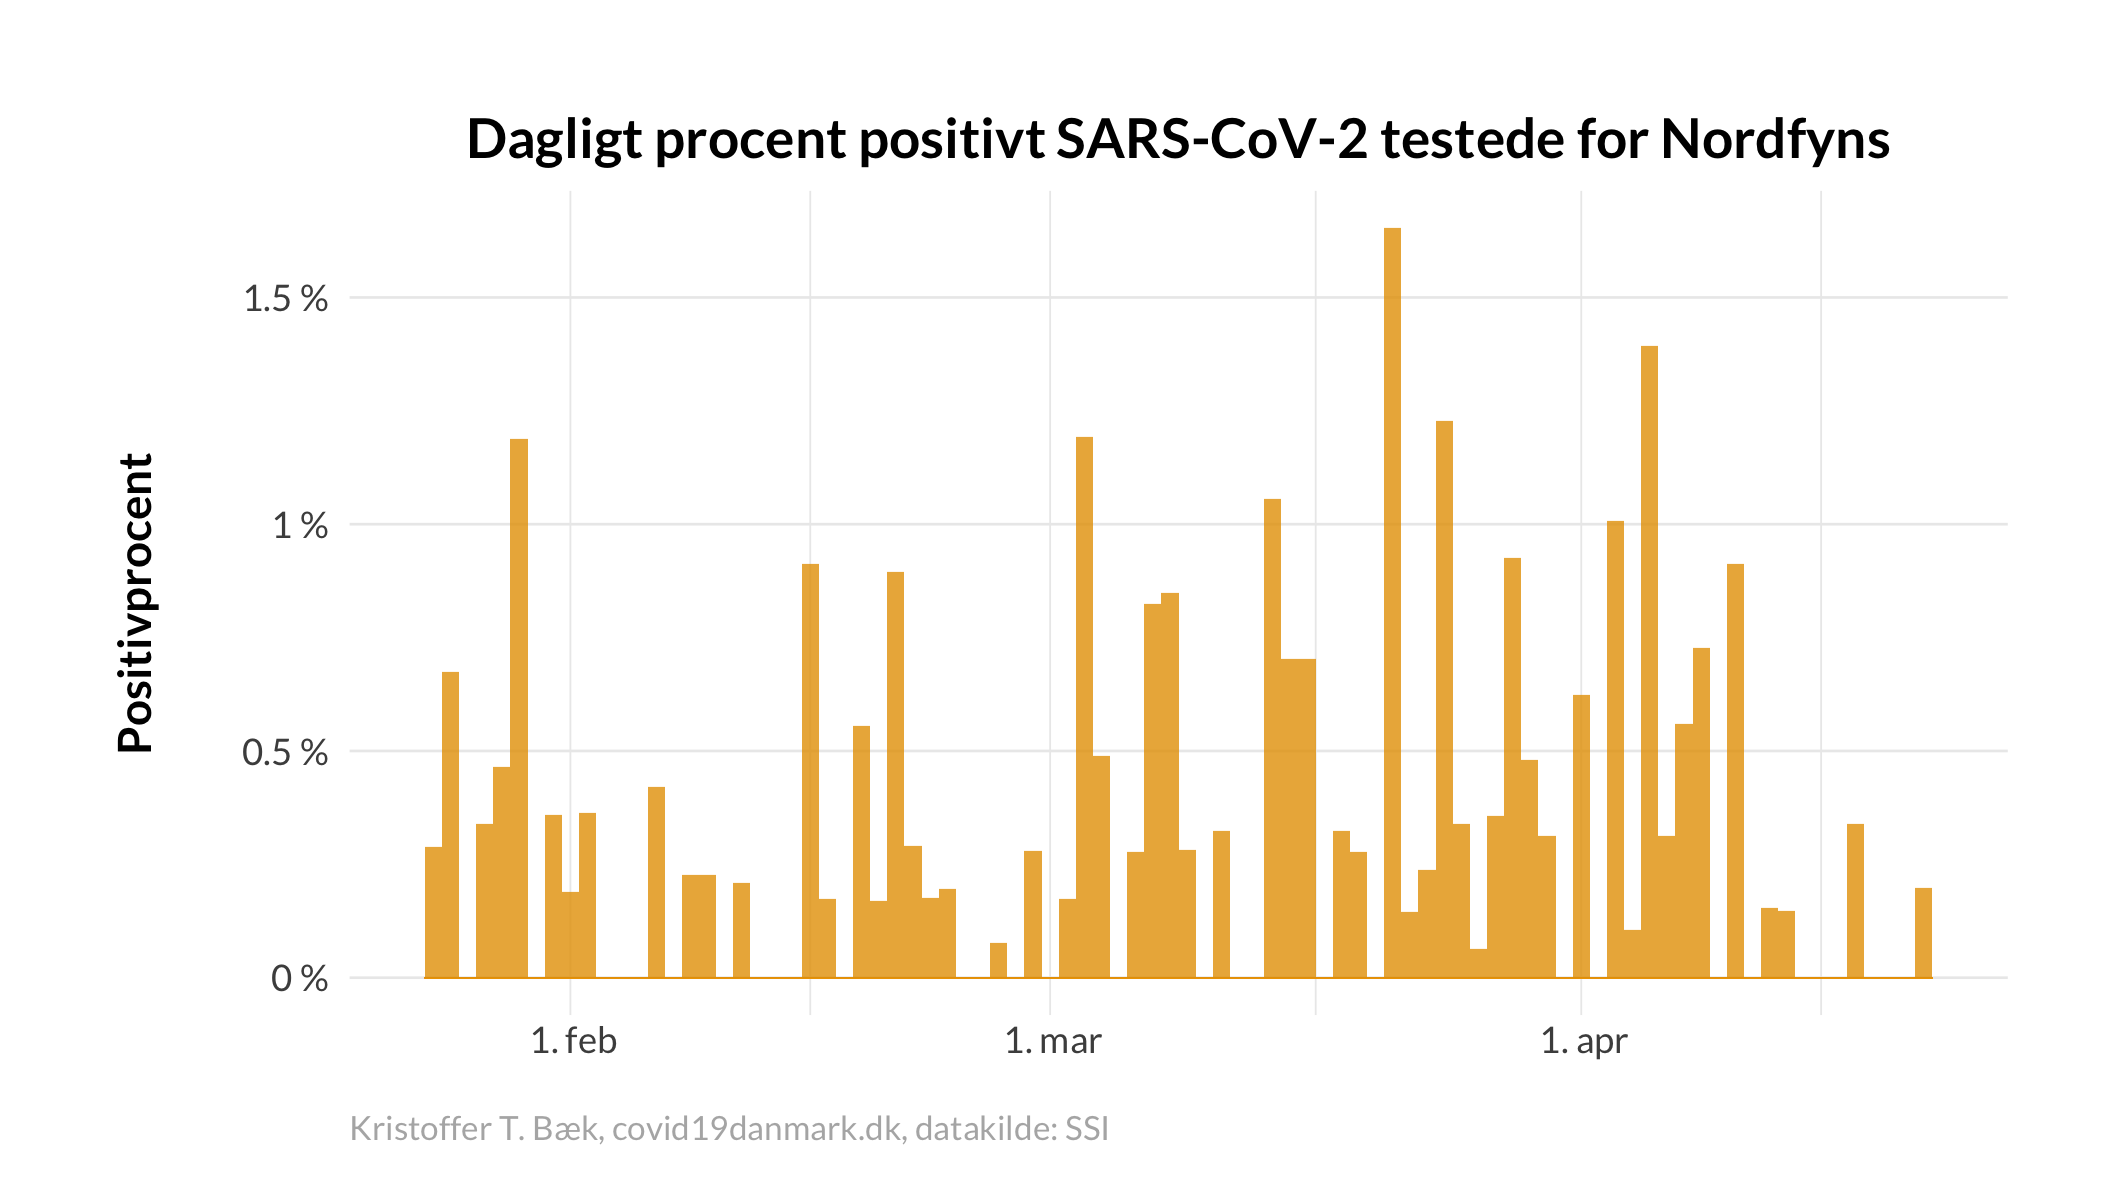 Dagligt procent positivt SARS-CoV-2 testede for Nordfyns
Positivprocent
1.5 %
1 %
0.5 %
0 %
1. feb
1. mar
1. apr
Kristoffer T. Bæk, covid19danmark.dk, datakilde: SSI